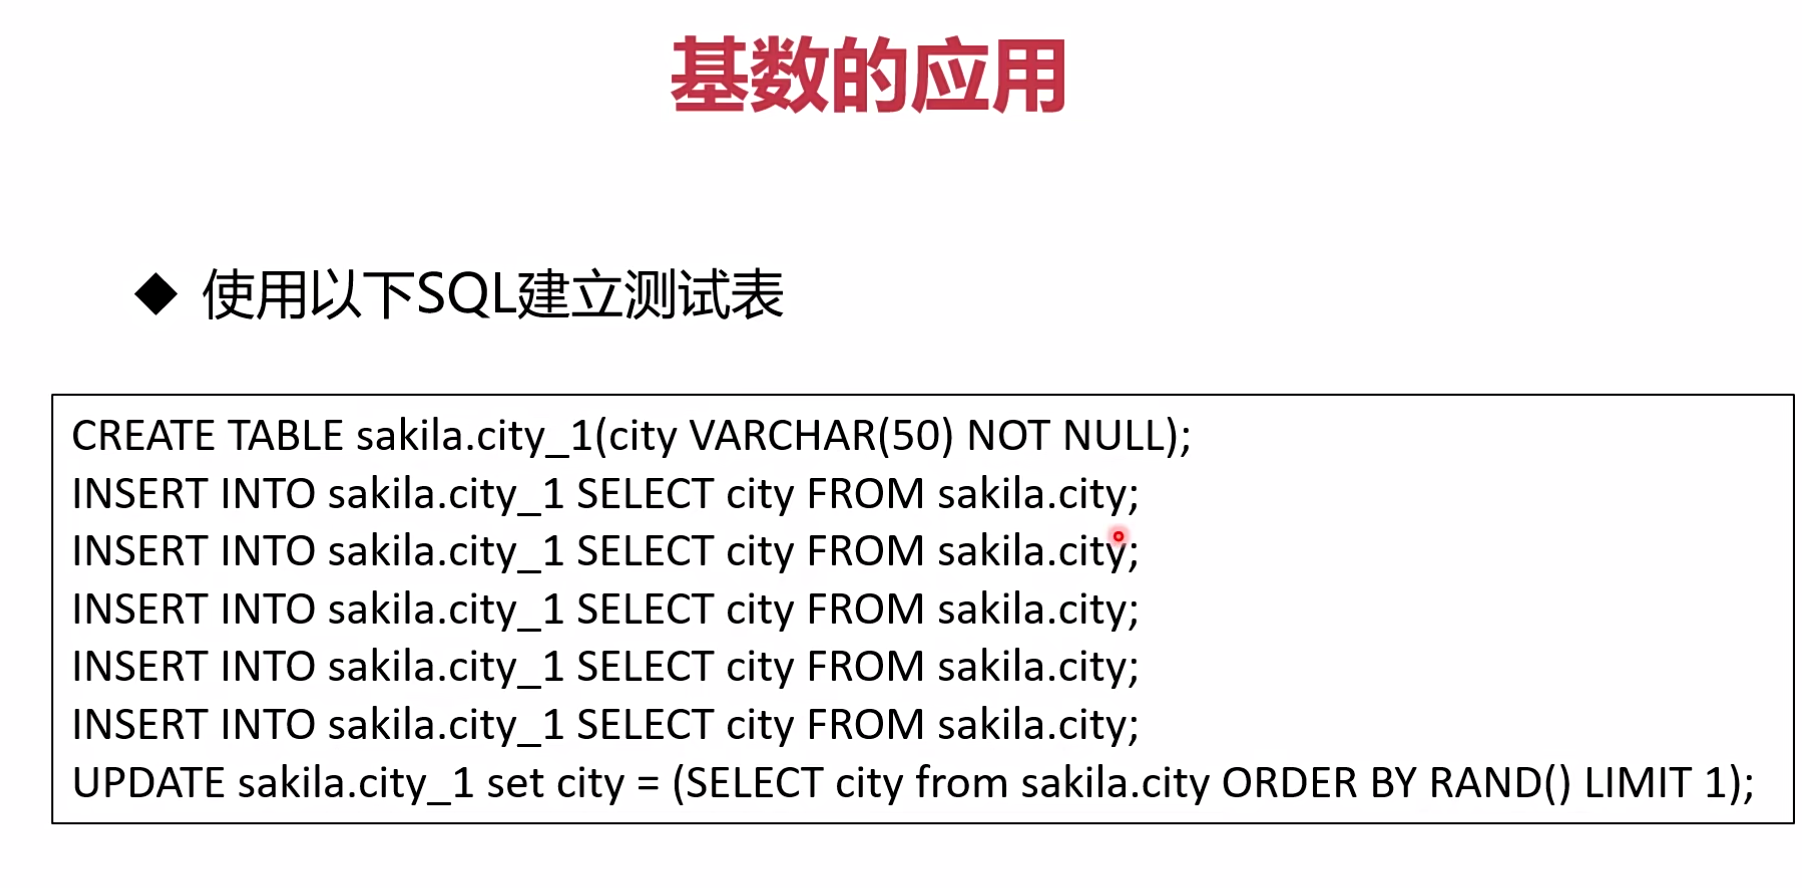 基数的应用
◆ 使用以下SQL建立测试表
CREATE TABLE sakila.city_1(city VARCHAR(50) NOT NULL);
INSERT INTO sakila.city_1 SELECT city FROM sakila.city;
INSERT INTO sakila.city_1 SELECT city FROM sakila.city;
INSERT INTO sakila.city_1 SELECT city FROM sakila.city;
INSERT INTO sakila.city_1 SELECT city FROM sakila.city;
INSERT INTO sakila.city_1 SELECT city FROM sakila.city;
UPDATE sakila.city_1 set city = (SELECT city from sakila.city ORDER BY RAND() LIMIT 1);